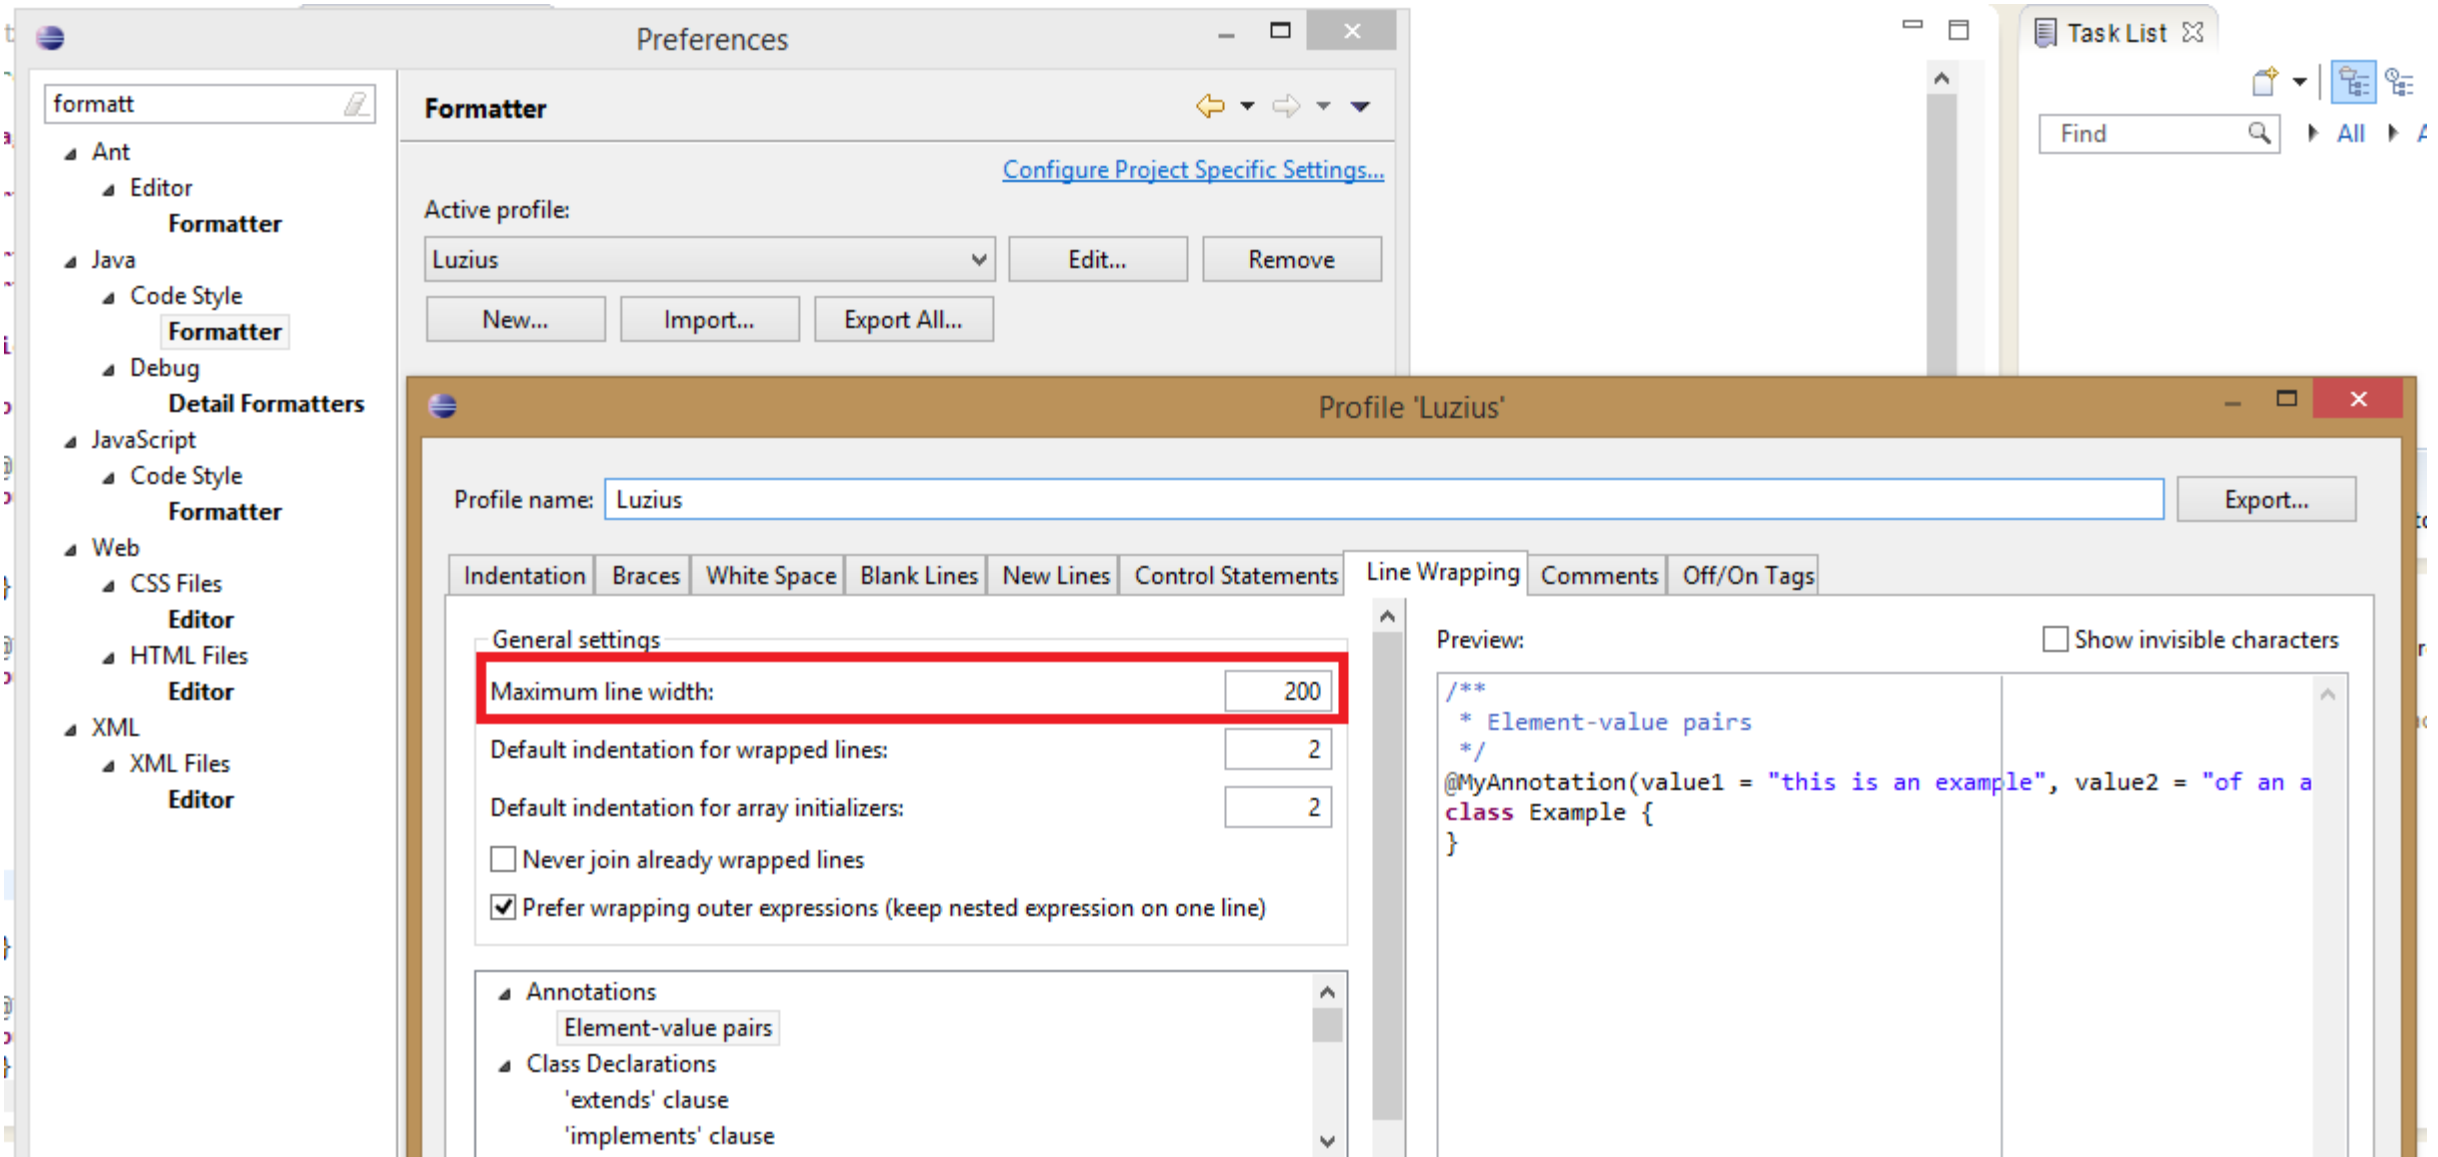 Preferences
Task List
formatt
Formatter
Find
All
Configure Project Specific Settings...
Ant
Editor
Formatter
Java
Code Style
Formatter
Debug
Detail Formatters
JavaScript
Code Style
Formatter
Web
CSS Files
Editor
HTML Files
Editor
XML
XML Files
Editor
Active profile:
Luzius
Edit...
Remove
New...
Import...
Export All...
Profile 'Luzius'
Profile name:
Luzius
Export...
Indentation
Braces
White Space
Blank Lines
New Lines
Control Statements
Line Wrapping
Comments
Off/On Tags
General settings
Maximum line width:
200
Default indentation for wrapped lines:
2
Default indentation for array initializers:
2
Never join already wrapped lines
Prefer wrapping outer expressions (keep nested expression on one line)
Annotations
Element-value pairs
Class Declarations
'extends' clause
'implements' clause
Preview:
Show invisible characters
/**
* Element-value pairs
*/
@MyAnnotation(value1 = "this is an example", value2 = "of an a
class Example {
}